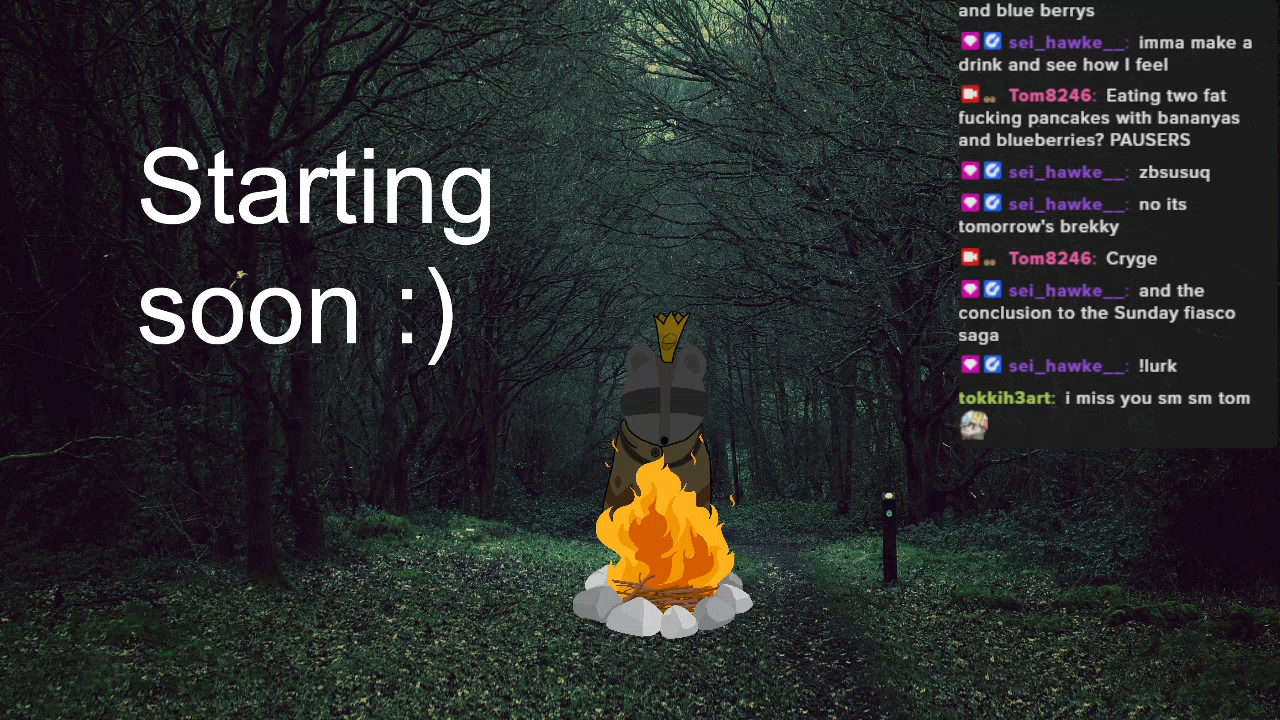 Starting
soon :)
and blue berrys
sei_hawke__: imma make a
drink and see how I feel
Tom8246: Eating two fat
fucking pancakes with bananyas
and blueberries? PAUSERS
sei_hawke__: zbsusuq
sei_hawke__: no its
tomorrow's brekky
Tom8246: Cryge
sei_hawke__: and the
conclusion to the Sunday fiasco
saga
sei_hawke__: !lurk
tokkih3art: i miss you sm sm tom